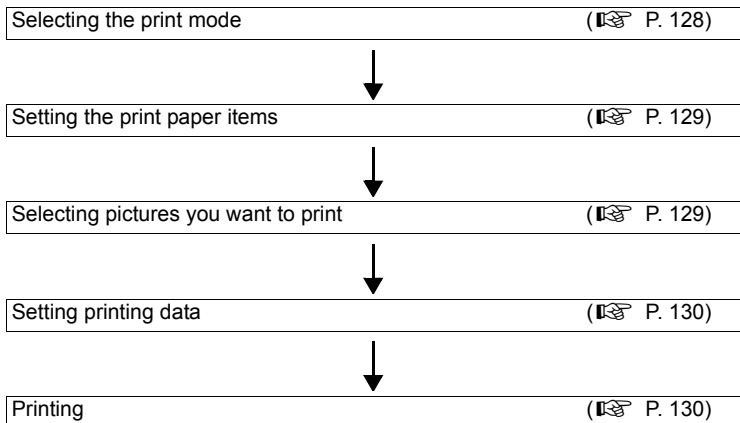 Selecting the print mode (☞ P. 128)
Setting the print paper items (☞ P. 129)
Selecting pictures you want to print (☞ P. 129)
Setting printing data (☞ P. 130)
Printing (☞ P. 130)